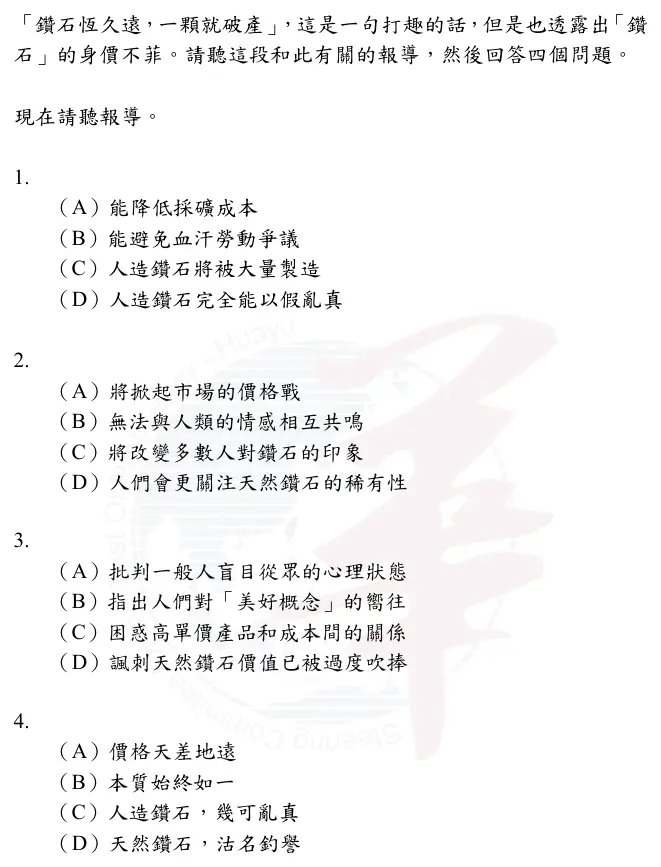 「鑽石恆久遠，一顆就破產」，這是一句打趣的話，但是也透露出「鑽
石」的身價不菲。請聽這段和此有關的報導，然後回答四個問題。
現在請聽報導。
1.
（A）能降低採礦成本
（B）能避免血汗勞動爭議
（C）人造鑽石將被大量製造
（D）人造鑽石完全能以假亂真
2.
（A）將掀起市場的價格戰
（B）無法與人類的情感相互共鳴
（C）將改變多數人對鑽石的印象
（D）人們會更關注天然鑽石的稀有性
3.
（A）批判一般人盲目從眾的心理狀態
（B）指出人們對「美好概念」的嚮往
（C）困惑高單價產品和成本間的關係
（D）諷刺天然鑽石價值已被過度吹捧
4.
（A）價格天差地遠
（B）本質始終如一
（C）人造鑽石，幾可亂真
（D）天然鑽石，沽名釣譽